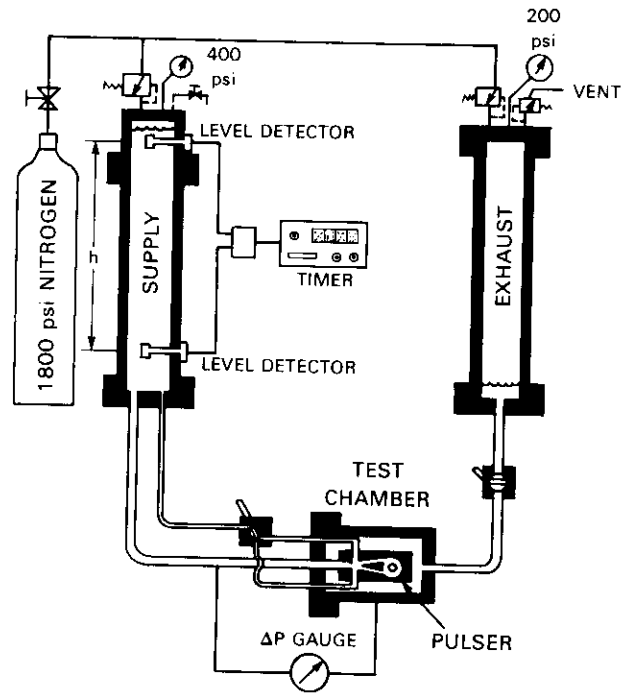 200
psi
400
psi
VENT
LEVEL DETECTOR
1800 psi NITROGEN
h
SUPPLY
TIMER
EXHAUST
LEVEL DETECTOR
TEST
CHAMBER
ΔP GAUGE
PULSER